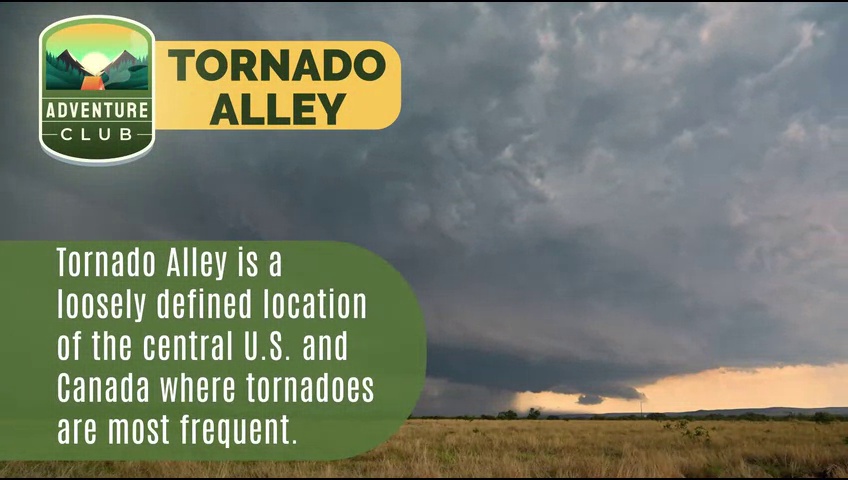 ADVENTURE
CLUB
TORNADO
ALLEY
Tornado Alley is a
loosely defined location
of the central U.S. and
Canada where tornadoes
are most frequent.